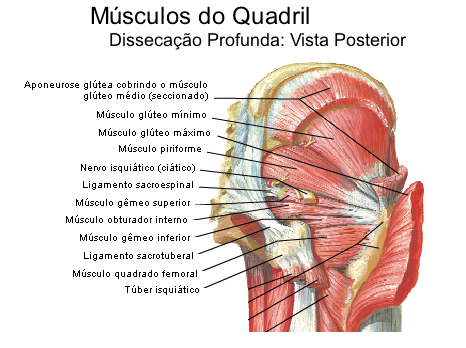 Músculos do Quadril
Dissecação Profunda: Vista Posterior
Aponeurose glútea cobrindo o músculo
glúteo médio (seccionado)
Músculo glúteo mínimo
Músculo glúteo máximo
Músculo piriforme
Nervo isquiático (ciático)
Ligamento sacroespinal
Músculo gêmeo superior
Músculo obturador interno
Músculo gêmeo inferior
Ligamento sacrotuberal
Músculo quadrado femoral
Túber isquiático